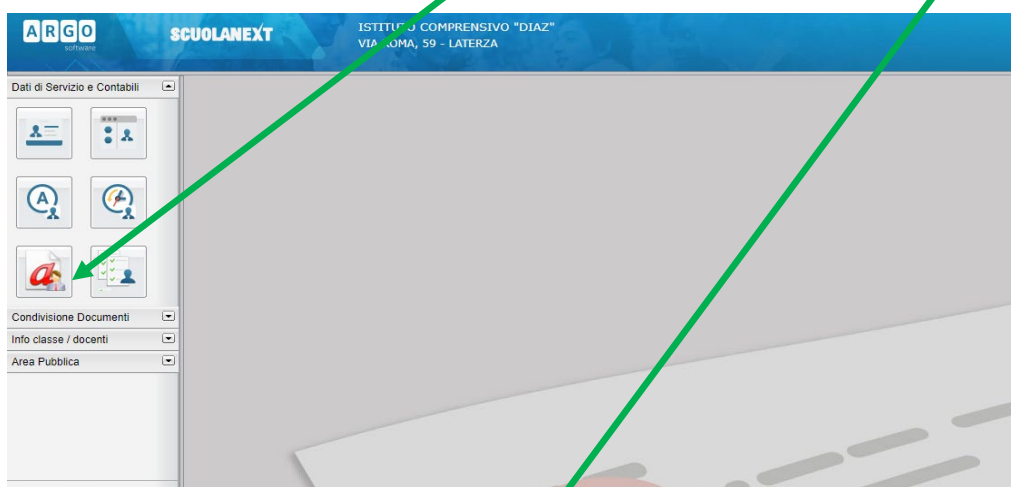 ARGO
software
SCUOLANEXT
ISTITUTO COMPRENSIVO "DIAZ"
VIA ROMA, 59 - LATERZA
Dati di Servizio e Contabili
A
a
Condivisione Documenti
Info classe / docenti
Area Pubblica